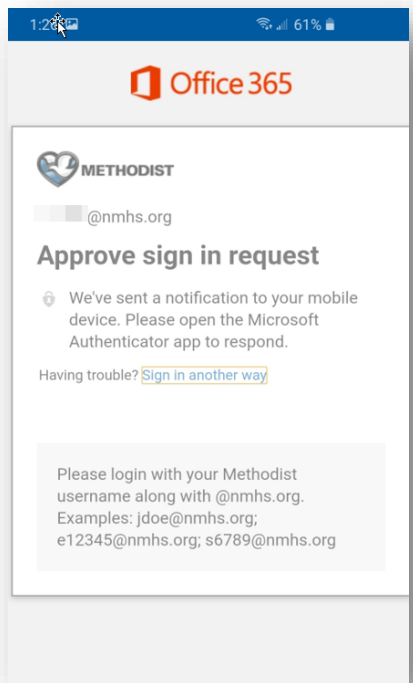 61%
Office 365
METHODIST
@nmhs.org
Approve sign in request
We've sent a notification to your mobile
device. Please open the Microsoft
Authenticator app to respond.
Having trouble? Sign in another way
Please login with your Methodist
username along with @nmhs.org.
Examples: jdoe@nmhs.org;
e12345@nmhs.org; s6789@nmhs.org